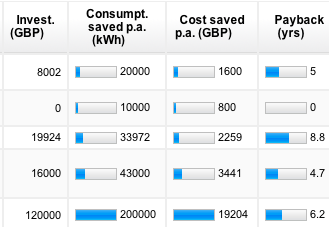 Invest. (GBP) Consumpt. saved p.a. (kWh) Cost saved p.a. (GBP) Payback (yrs)
8002 20000 1600 5
0 10000 800 0
19924 33972 2259 8.8
16000 43000 3441 4.7
120000 200000 19204 6.2